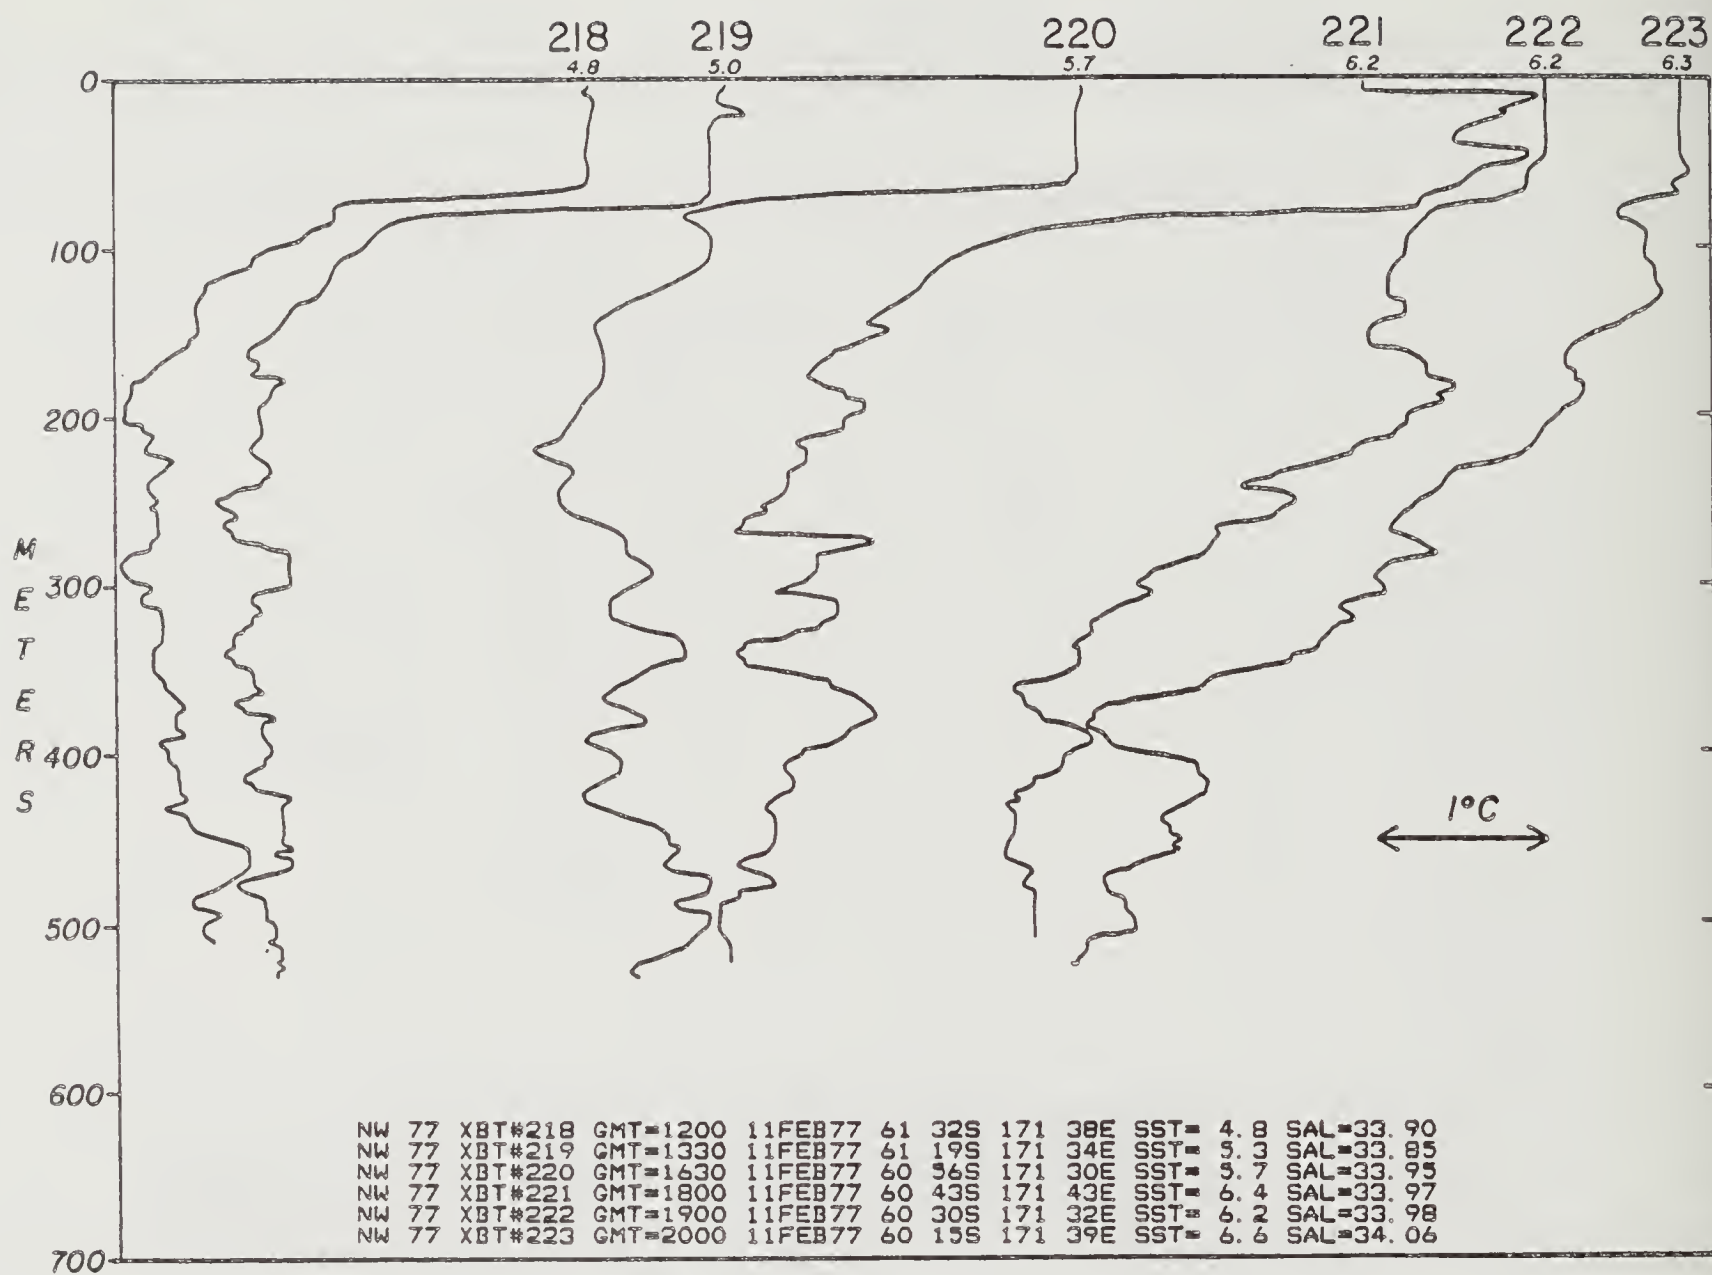 218 219 220 221 222 223
4.8 5.0 5.7 6.2 6.2 6.3
0
100
200
300
400
500
600
700
METERS
1°C
NW 77 XBT#218 GMT=1200 11FEB77 61 32S 171 38E SST= 4.8 SAL=33.90
NW 77 XBT#219 GMT=1330 11FEB77 61 19S 171 34E SST= 5.3 SAL=33.85
NW 77 XBT#220 GMT=1630 11FEB77 60 56S 171 30E SST= 5.7 SAL=33.95
NW 77 XBT#221 GMT=1800 11FEB77 60 43S 171 43E SST= 6.4 SAL=33.97
NW 77 XBT#222 GMT=1900 11FEB77 60 30S 171 32E SST= 6.2 SAL=33.98
NW 77 XBT#223 GMT=2000 11FEB77 60 15S 171 39E SST= 6.6 SAL=34.06